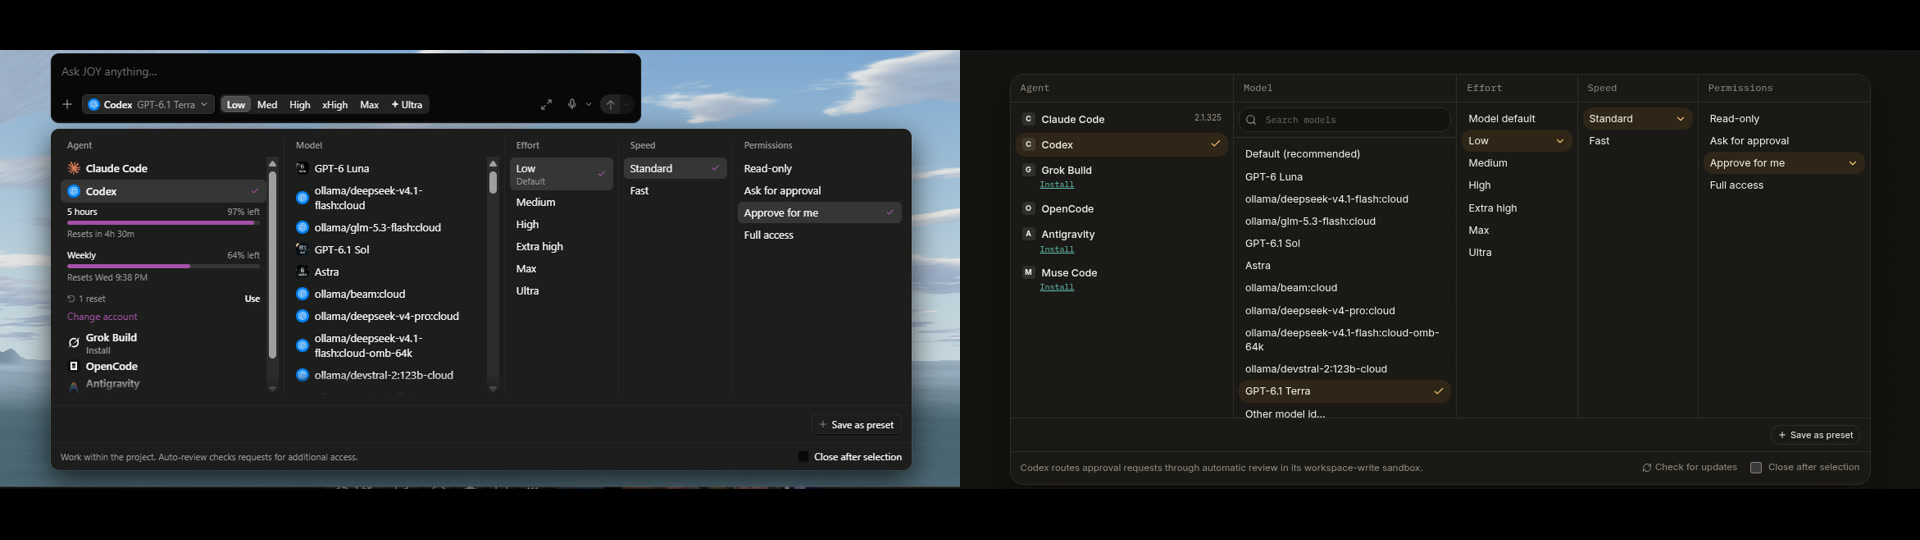 Ask JOY anything...
Codex GPT-6.1 Terra
Low Med High xHigh Max Ultra
Agent
Claude Code
Codex
5 hours 97% left
Resets in 4h 30m
Weekly 64% left
Resets Wed 9:38 PM
1 reset Use
Change account
Grok Build
Install
OpenCode
Antigravity
Model
GPT-6 Luna
ollama/deepseek-v4.1-
flash:cloud
ollama/glm-5.3-flash:cloud
GPT-6.1 Sol
Astra
ollama/beam:cloud
ollama/deepseek-v4-pro:cloud
ollama/deepseek-v4.1-
flash:cloud-omb-64k
ollama/devstral-2:123b-cloud
Effort
Low
Default
Medium
High
Extra high
Max
Ultra
Speed
Standard
Fast
Permissions
Read-only
Ask for approval
Approve for me
Full access
+ Save as preset
Work within the project. Auto-review checks requests for additional access.
Close after selection
Agent
C Claude Code 2.1.325
C Codex
G Grok Build
Install
O OpenCode
A Antigravity
Install
M Muse Code
Install
Model
Search models
Default (recommended)
GPT-6 Luna
ollama/deepseek-v4.1-flash:cloud
ollama/glm-5.3-flash:cloud
GPT-6.1 Sol
Astra
ollama/beam:cloud
ollama/deepseek-v4-pro:cloud
ollama/deepseek-v4.1-flash:cloud-omb-
64k
ollama/devstral-2:123b-cloud
GPT-6.1 Terra
Other model id...
Effort
Model default
Low
Medium
High
Extra high
Max
Ultra
Speed
Standard
Fast
Permissions
Read-only
Ask for approval
Approve for me
Full access
+ Save as preset
Codex routes approval requests through automatic review in its workspace-write sandbox.
Check for updates
Close after selection